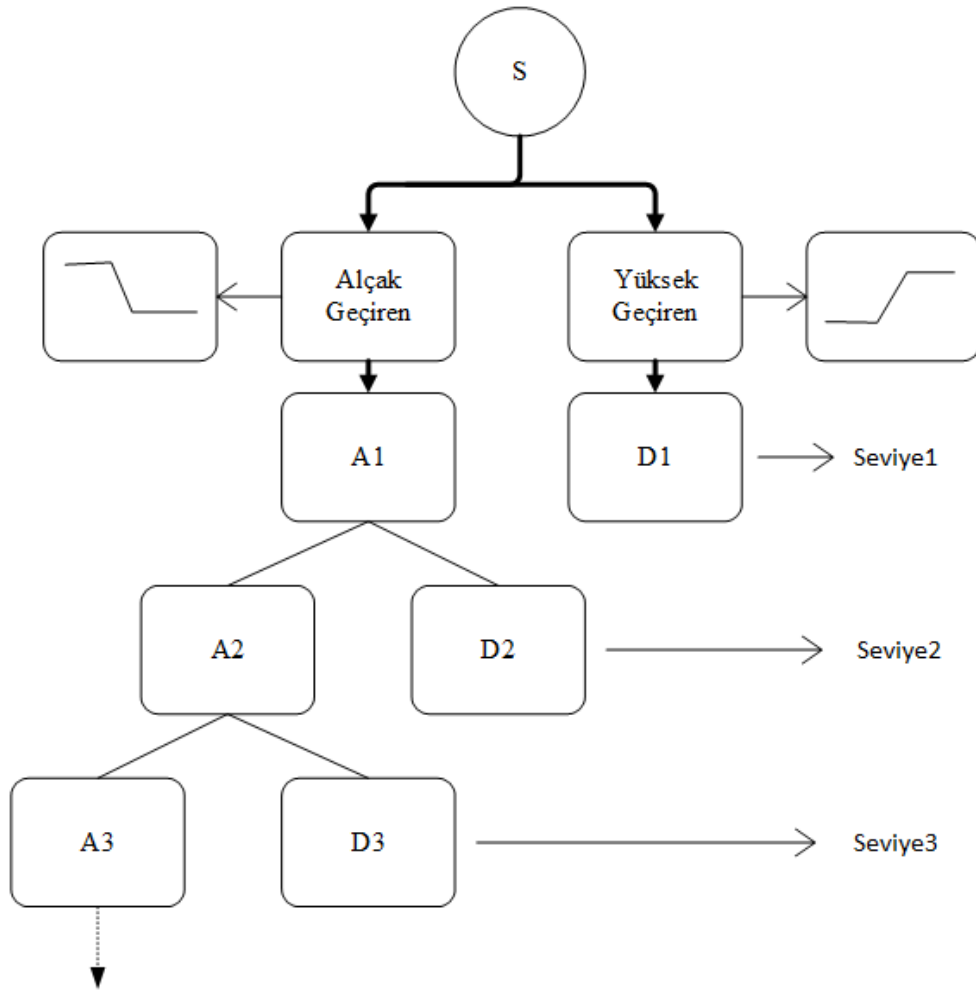 S
Alçak
Geçiren
Yüksek
Geçiren
A1
D1
Seviye1
A2
D2
Seviye2
A3
D3
Seviye3